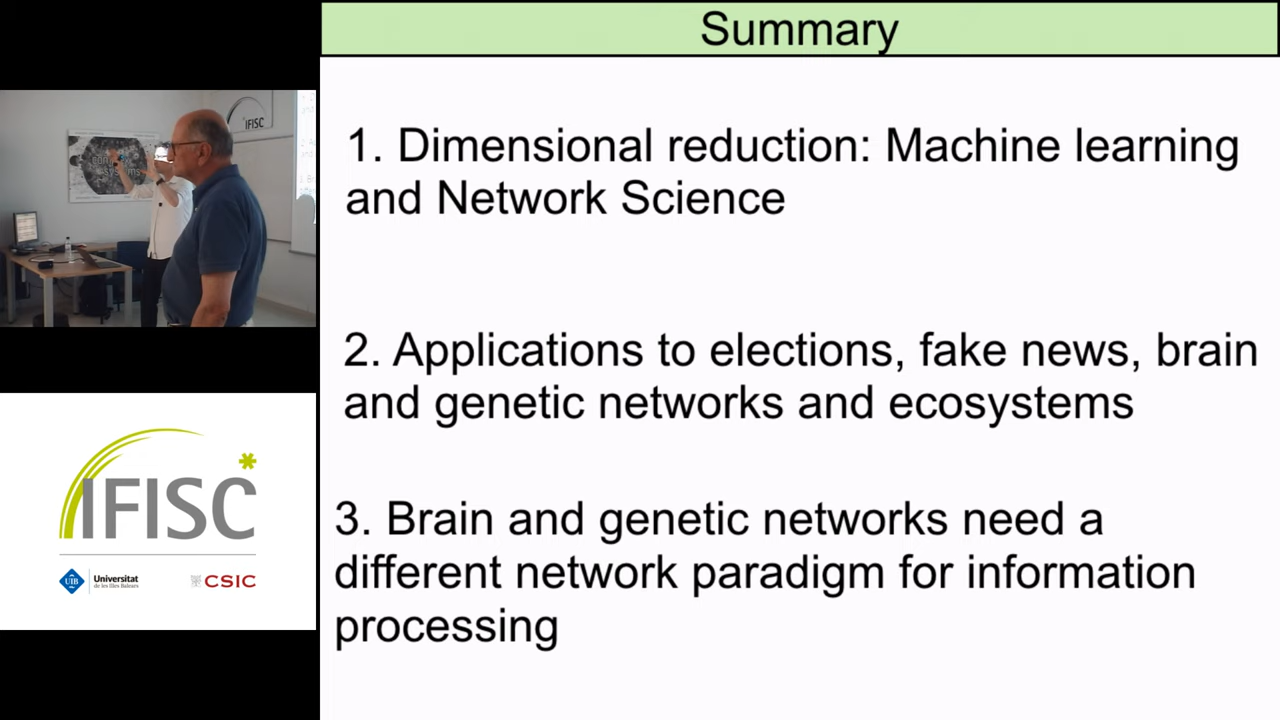 Summary
1. Dimensional reduction: Machine learning
and Network Science
2. Applications to elections, fake news, brain
and genetic networks and ecosystems
3. Brain and genetic networks need a
different network paradigm for information
processing
IFISC
IFISC
UIB
Universitat
de les Illes Balears
CSIC